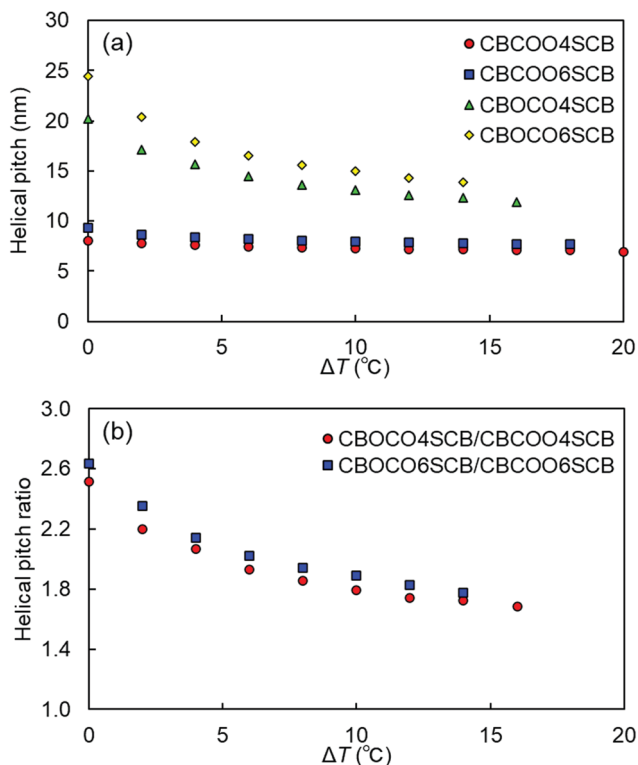 (a)
CBCOO4SCB
CBCOO6SCB
CBOCO4SCB
CBOCO6SCB
Helical pitch (nm)
30
25
20
15
10
5
0
0 5 10 15 20
ΔT (℃)
(b)
CBOCO4SCB/CBCOO4SCB
CBOCO6SCB/CBCOO6SCB
Helical pitch ratio
3.0
2.6
2.2
1.8
1.4
1.0
0 5 10 15 20
ΔT (℃)